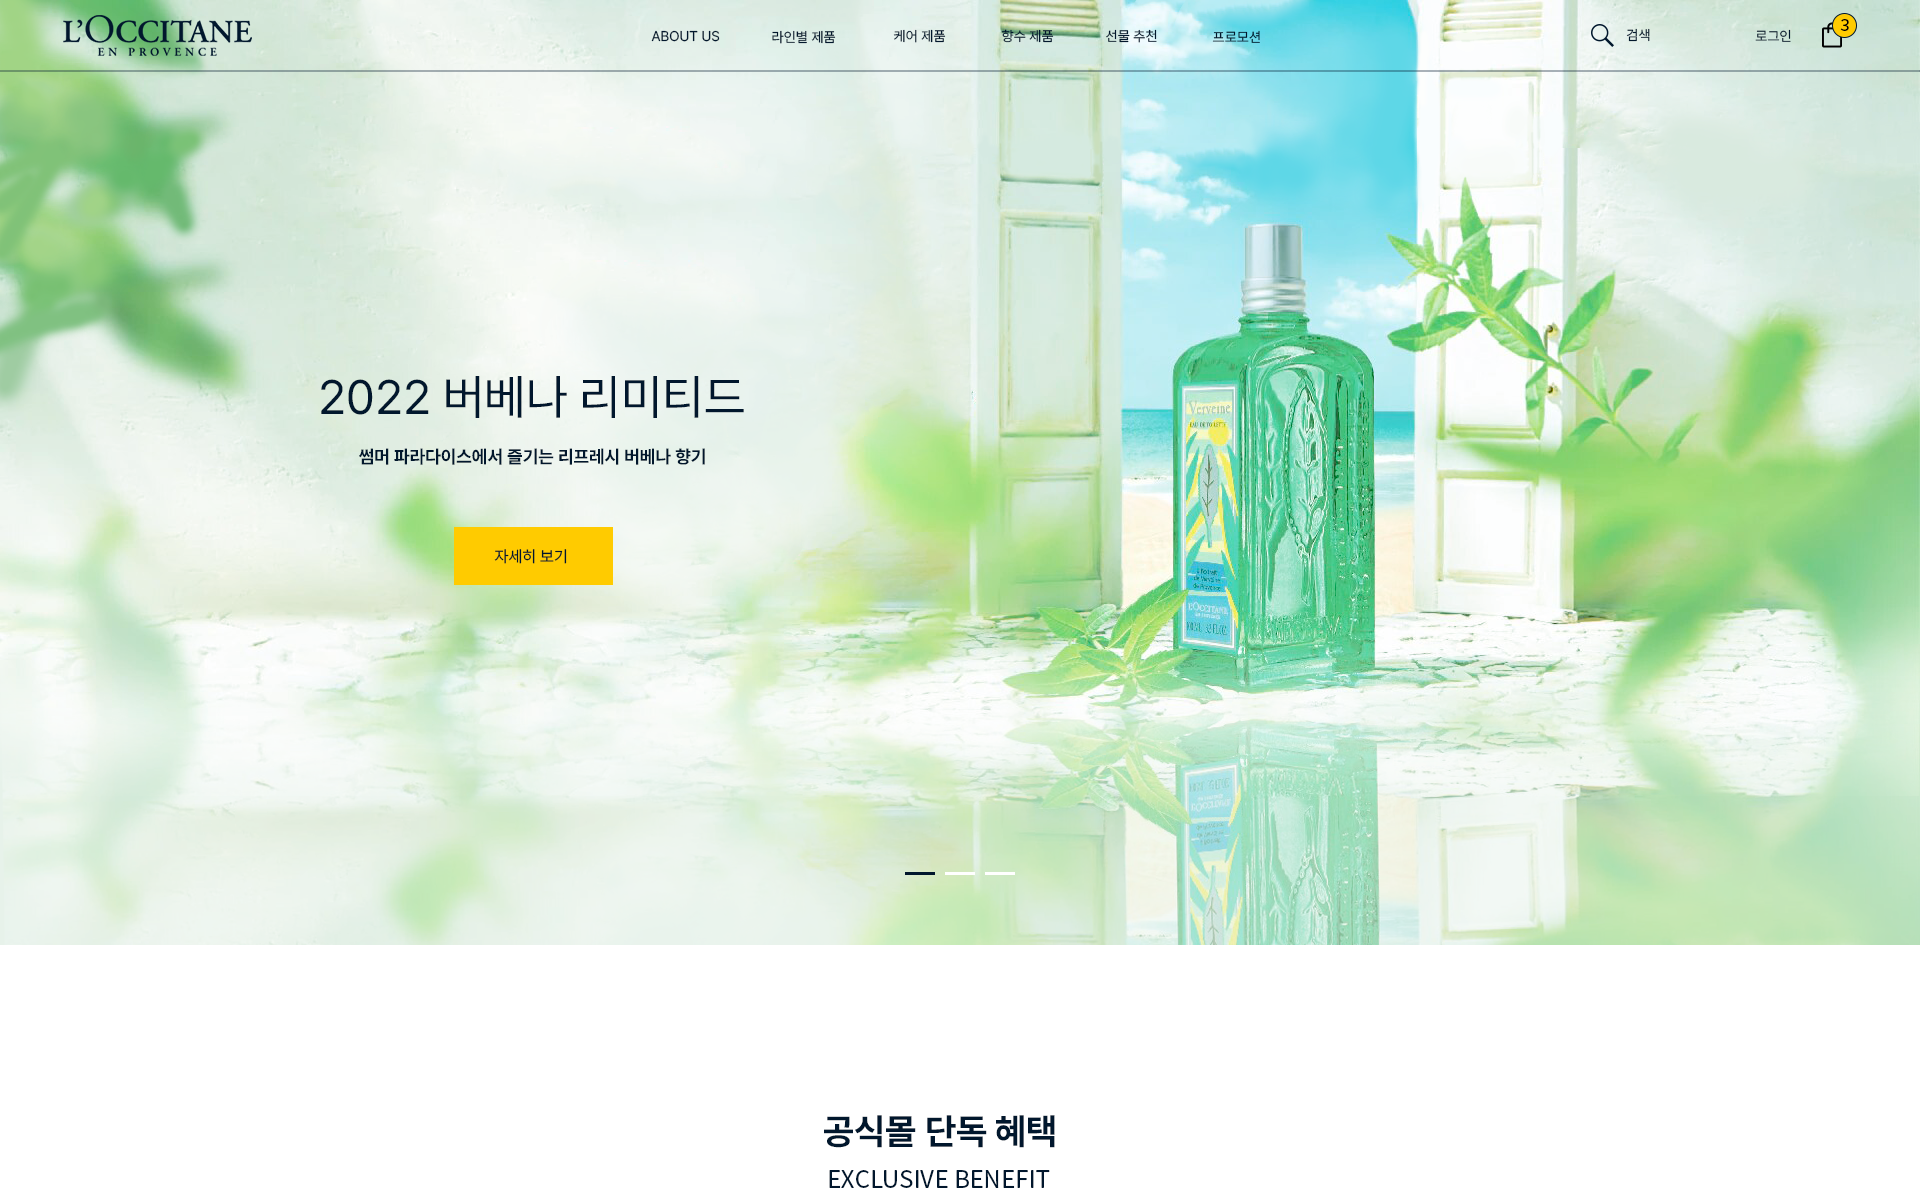 L'OCCITANE
EN PROVENCE
ABOUT US
라인별 제품
케어 제품
향수 제품
선물 추천
프로모션
검색
로그인
3
2022 버베나 리미티드
썸머 파라다이스에서 즐기는 리프레시 버베나 향기
자세히 보기
Verveine
EAU DE TOILETTE
L'OCCITANE
EN PROVENCE
공식몰 단독 혜택
EXCLUSIVE BENEFIT